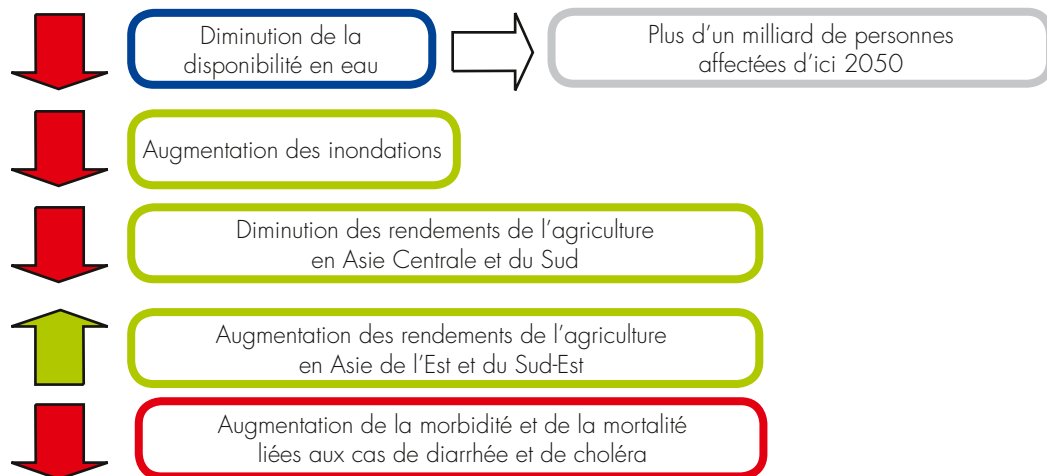 Diminution de la
disponibilité en eau
Plus d’un milliard de personnes
affectées d’ici 2050
Augmentation des inondations
Diminution des rendements de l’agriculture
en Asie Centrale et du Sud
Augmentation des rendements de l’agriculture
en Asie de l’Est et du Sud-Est
Augmentation de la morbidité et de la mortalité
liées aux cas de diarrhée et de choléra